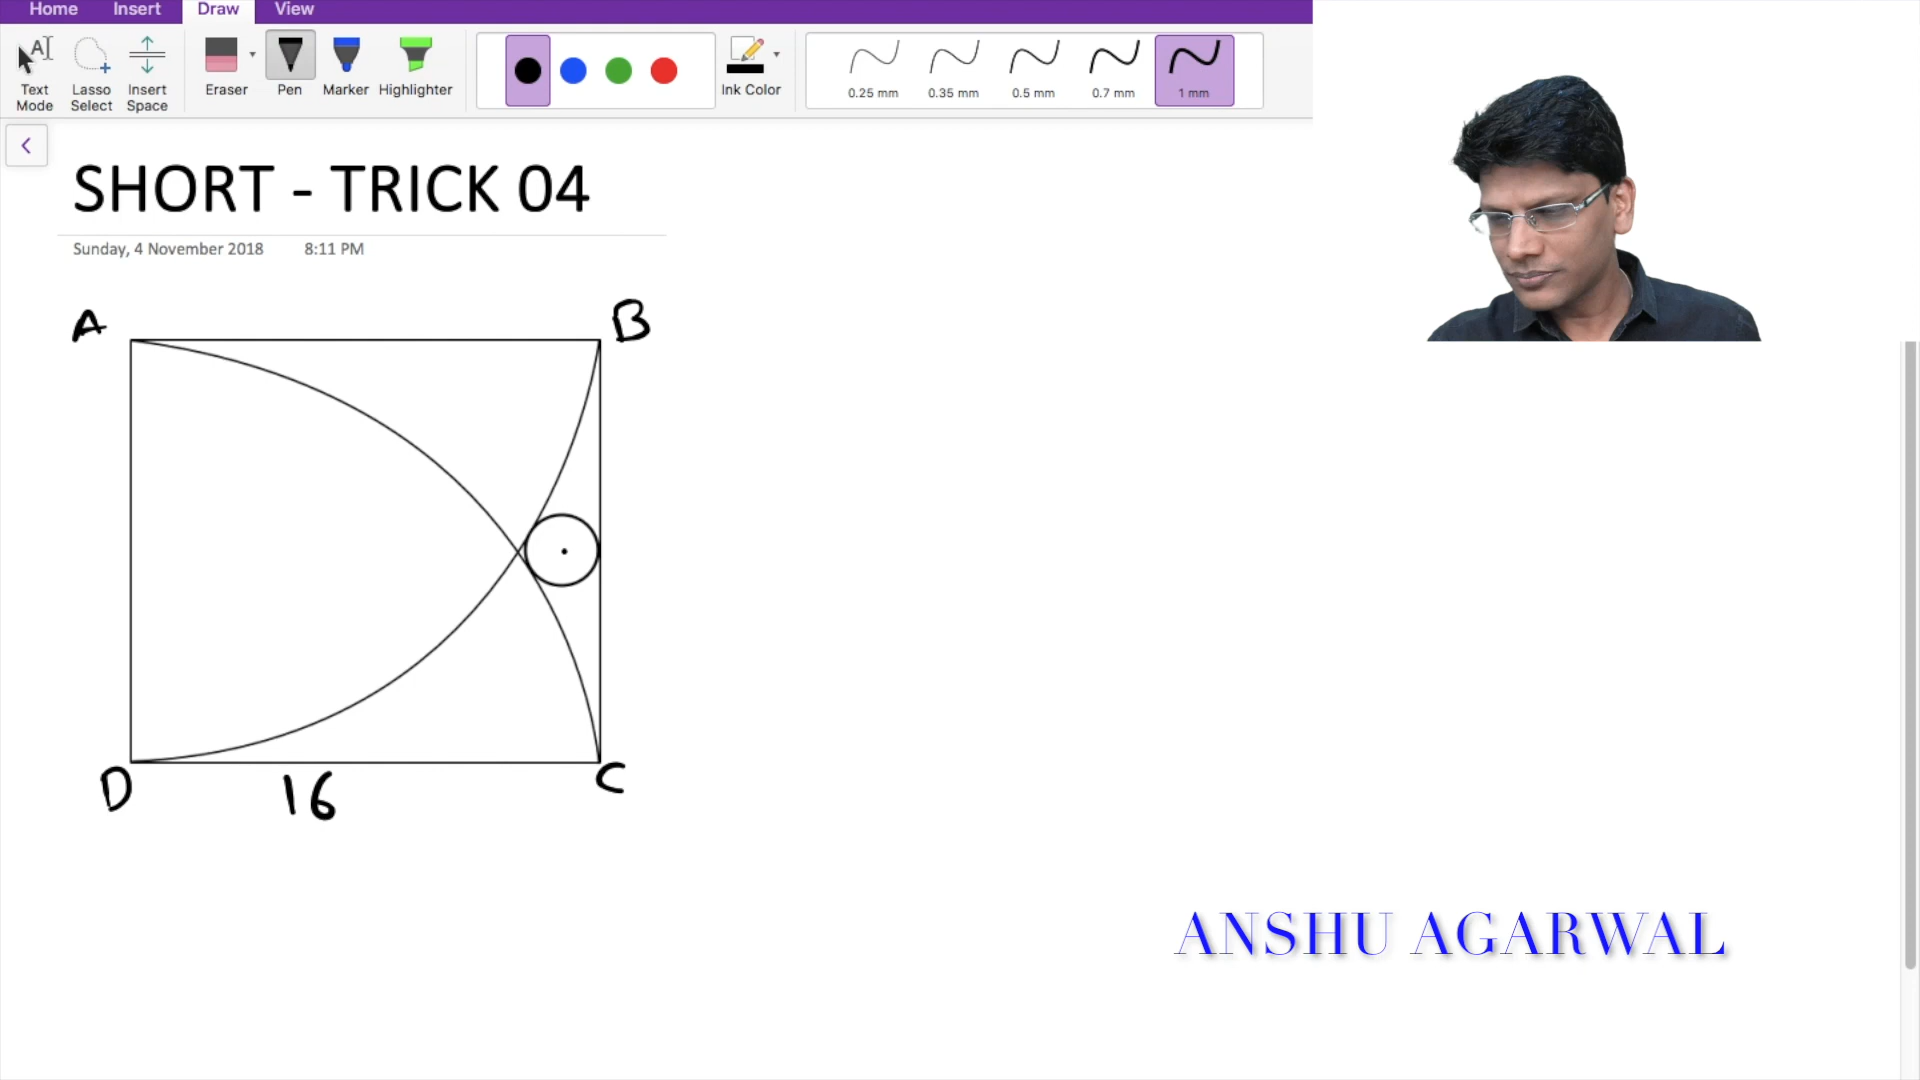 Home Insert Draw View
Text Mode
Lasso Select
Insert Space
Eraser
Pen
Marker
Highlighter
Ink Color
0.25 mm
0.35 mm
0.5 mm
0.7 mm
1 mm
SHORT - TRICK 04
Sunday, 4 November 2018 8:11 PM
A B
D 16 C
ANSHU AGARWAL